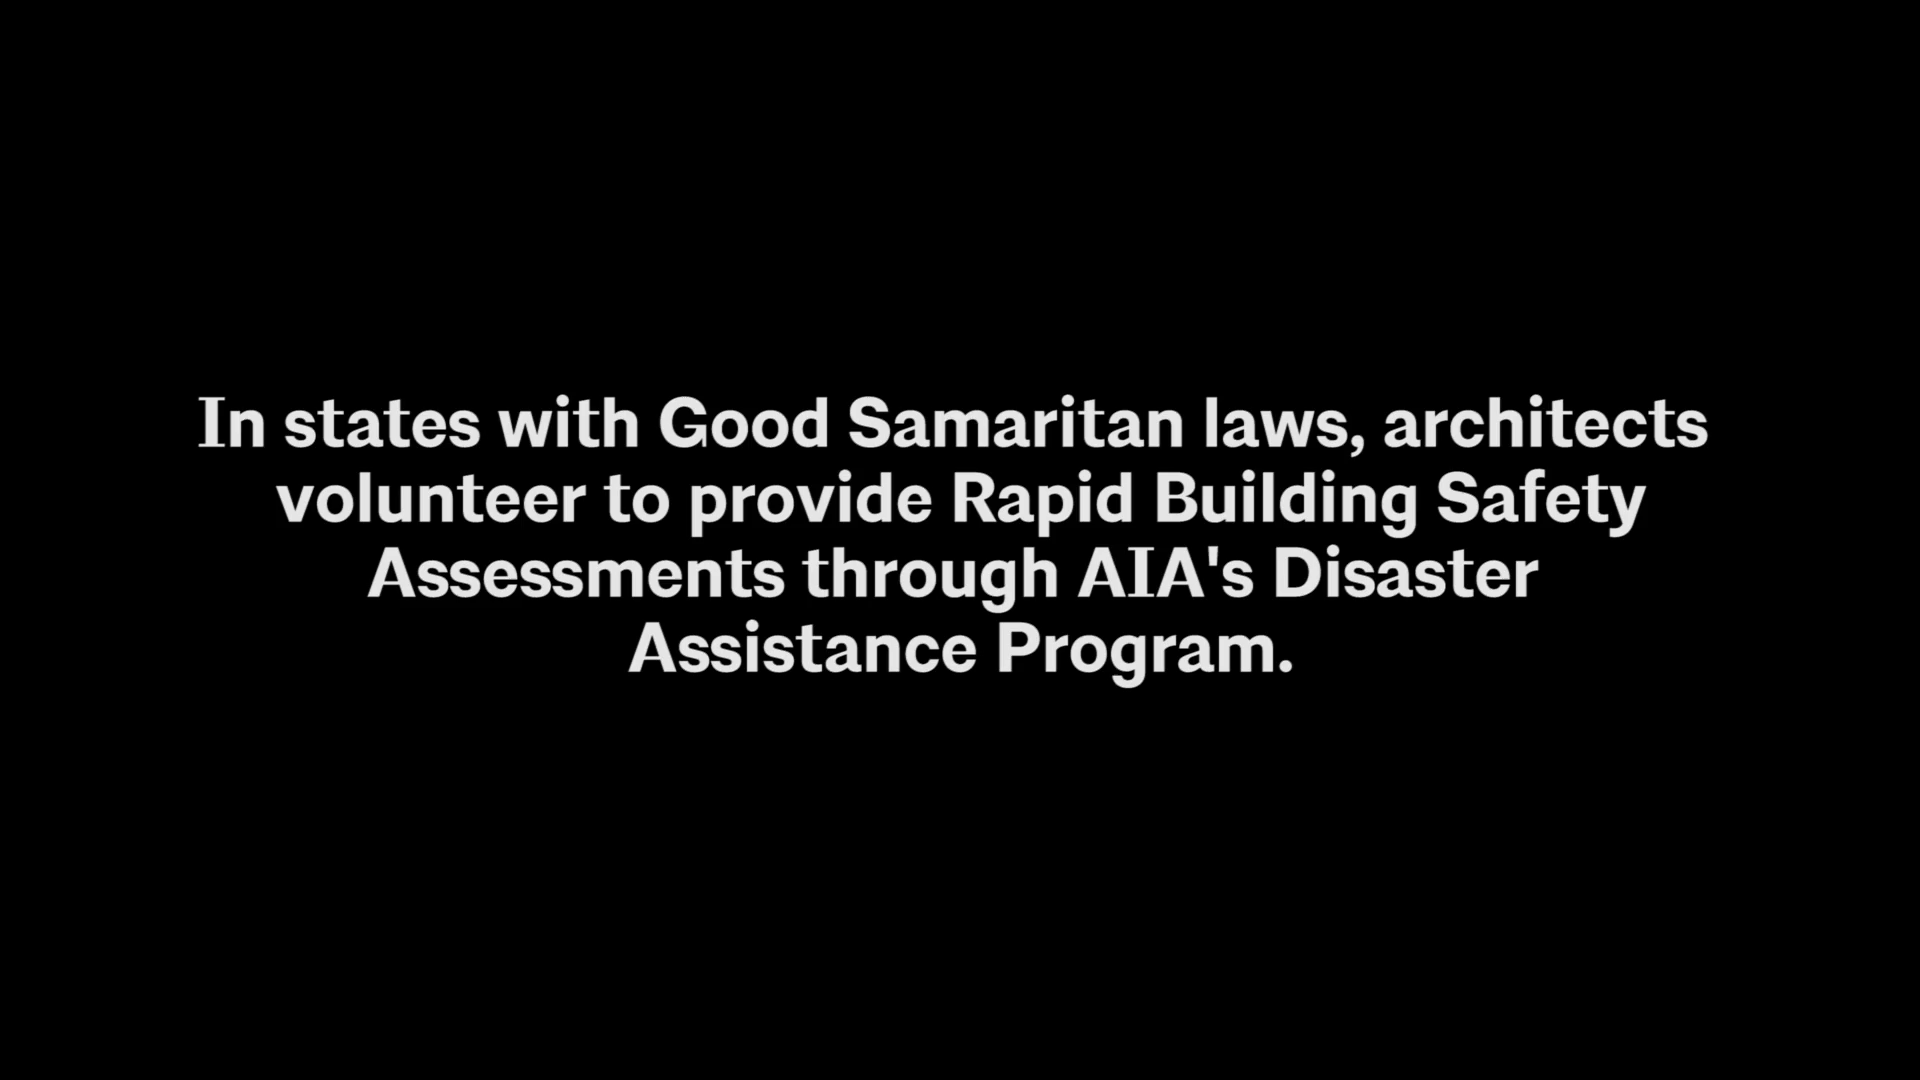 In states with Good Samaritan laws, architects
volunteer to provide Rapid Building Safety
Assessments through AIA's Disaster
Assistance Program.